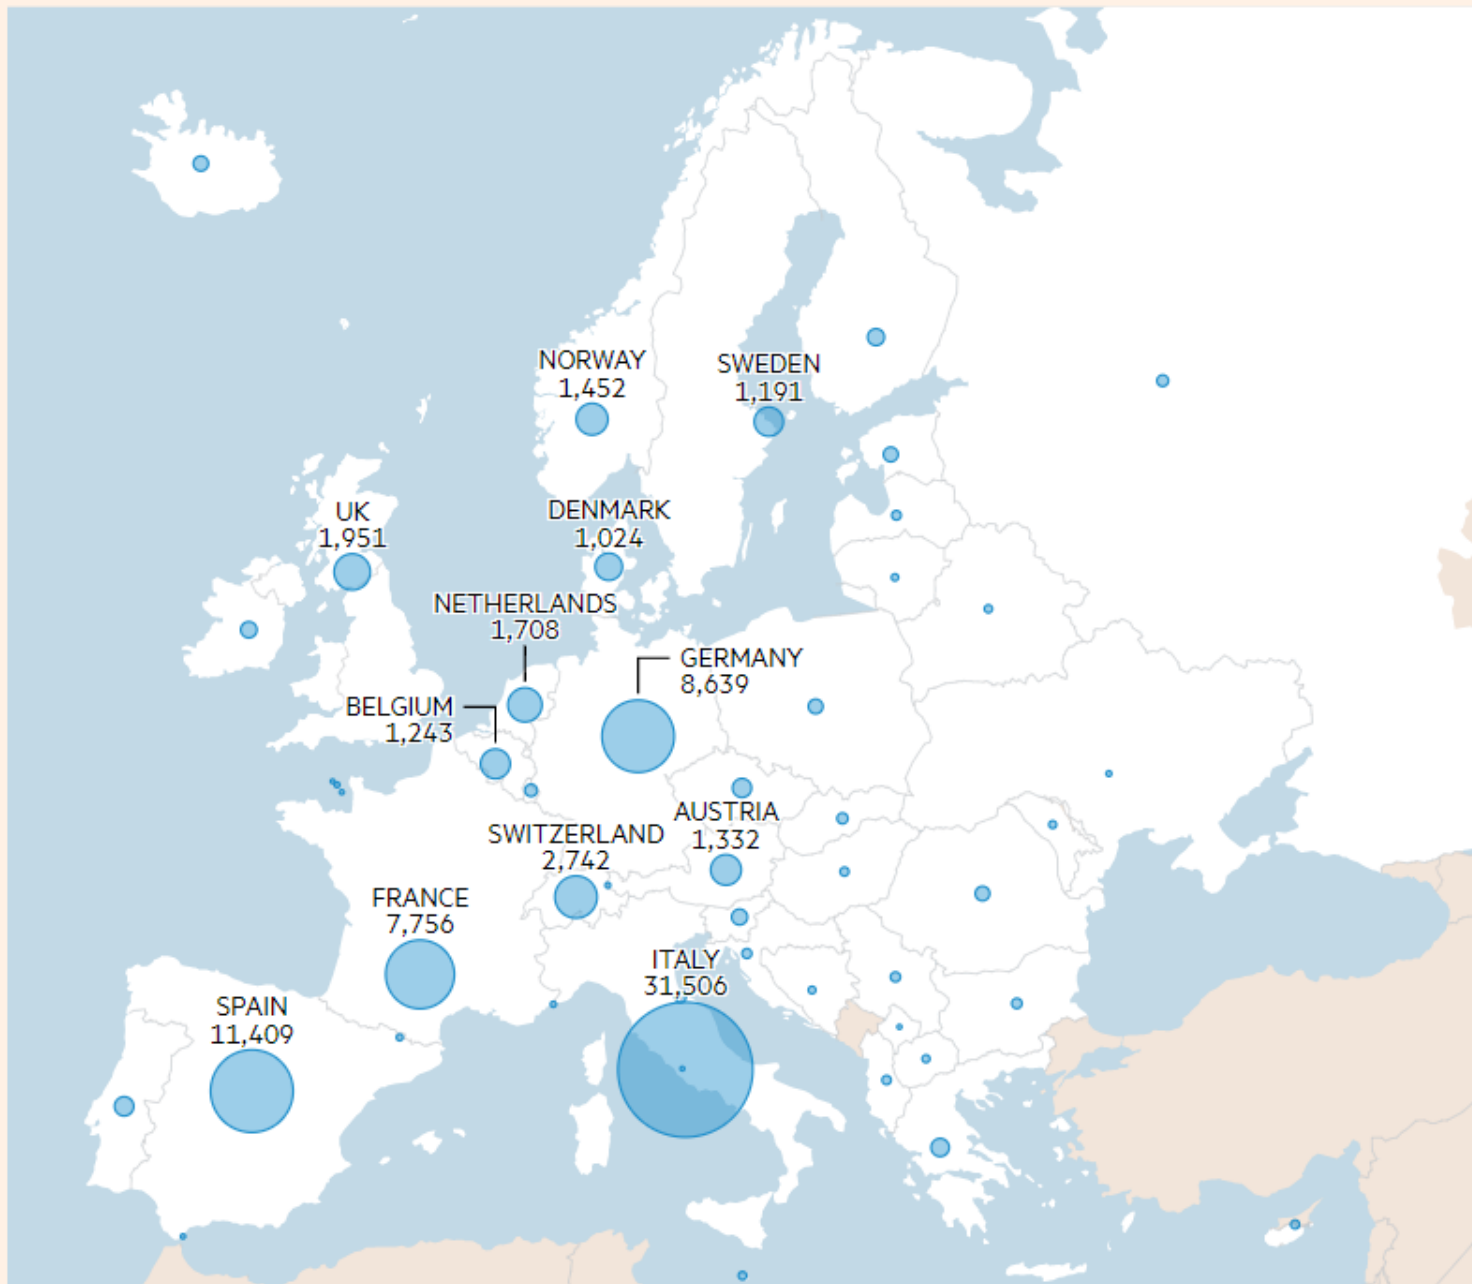 NORWAY
1,452
SWEDEN
1,191
UK
1,951
DENMARK
1,024
NETHERLANDS
1,708
GERMANY
8,639
BELGIUM
1,243
AUSTRIA
1,332
SWITZERLAND
2,742
FRANCE
7,756
ITALY
31,506
SPAIN
11,409